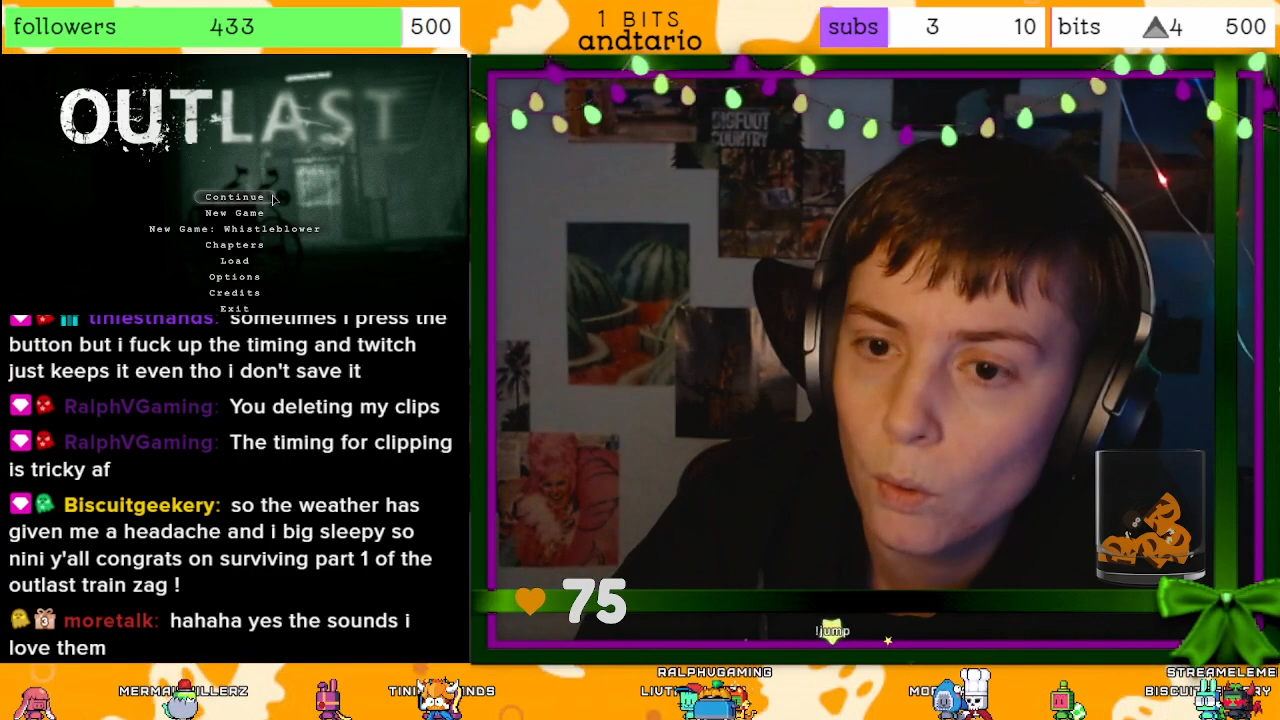 followers 433 500
1 BITS
andtario
subs 3 10
bits 4 500
OUTLAST
Continue
New Game
New Game: Whistleblower
Chapters
Load
Options
Credits
Exit
tiniesthands: sometimes i press the
button but i fuck up the timing and twitch
just keeps it even tho i don't save it
RalphVGaming: You deleting my clips
RalphVGaming: The timing for clipping
is tricky af
Biscuitgeekery: so the weather has
given me a headache and i big sleepy so
nini y'all congrats on surviving part 1 of the
outlast train zag !
3 moretalk: hahaha yes the sounds i
love them
BIGFOOT
COUNTRY
75
!jump
RALPHVGAMING
STREAMELEME